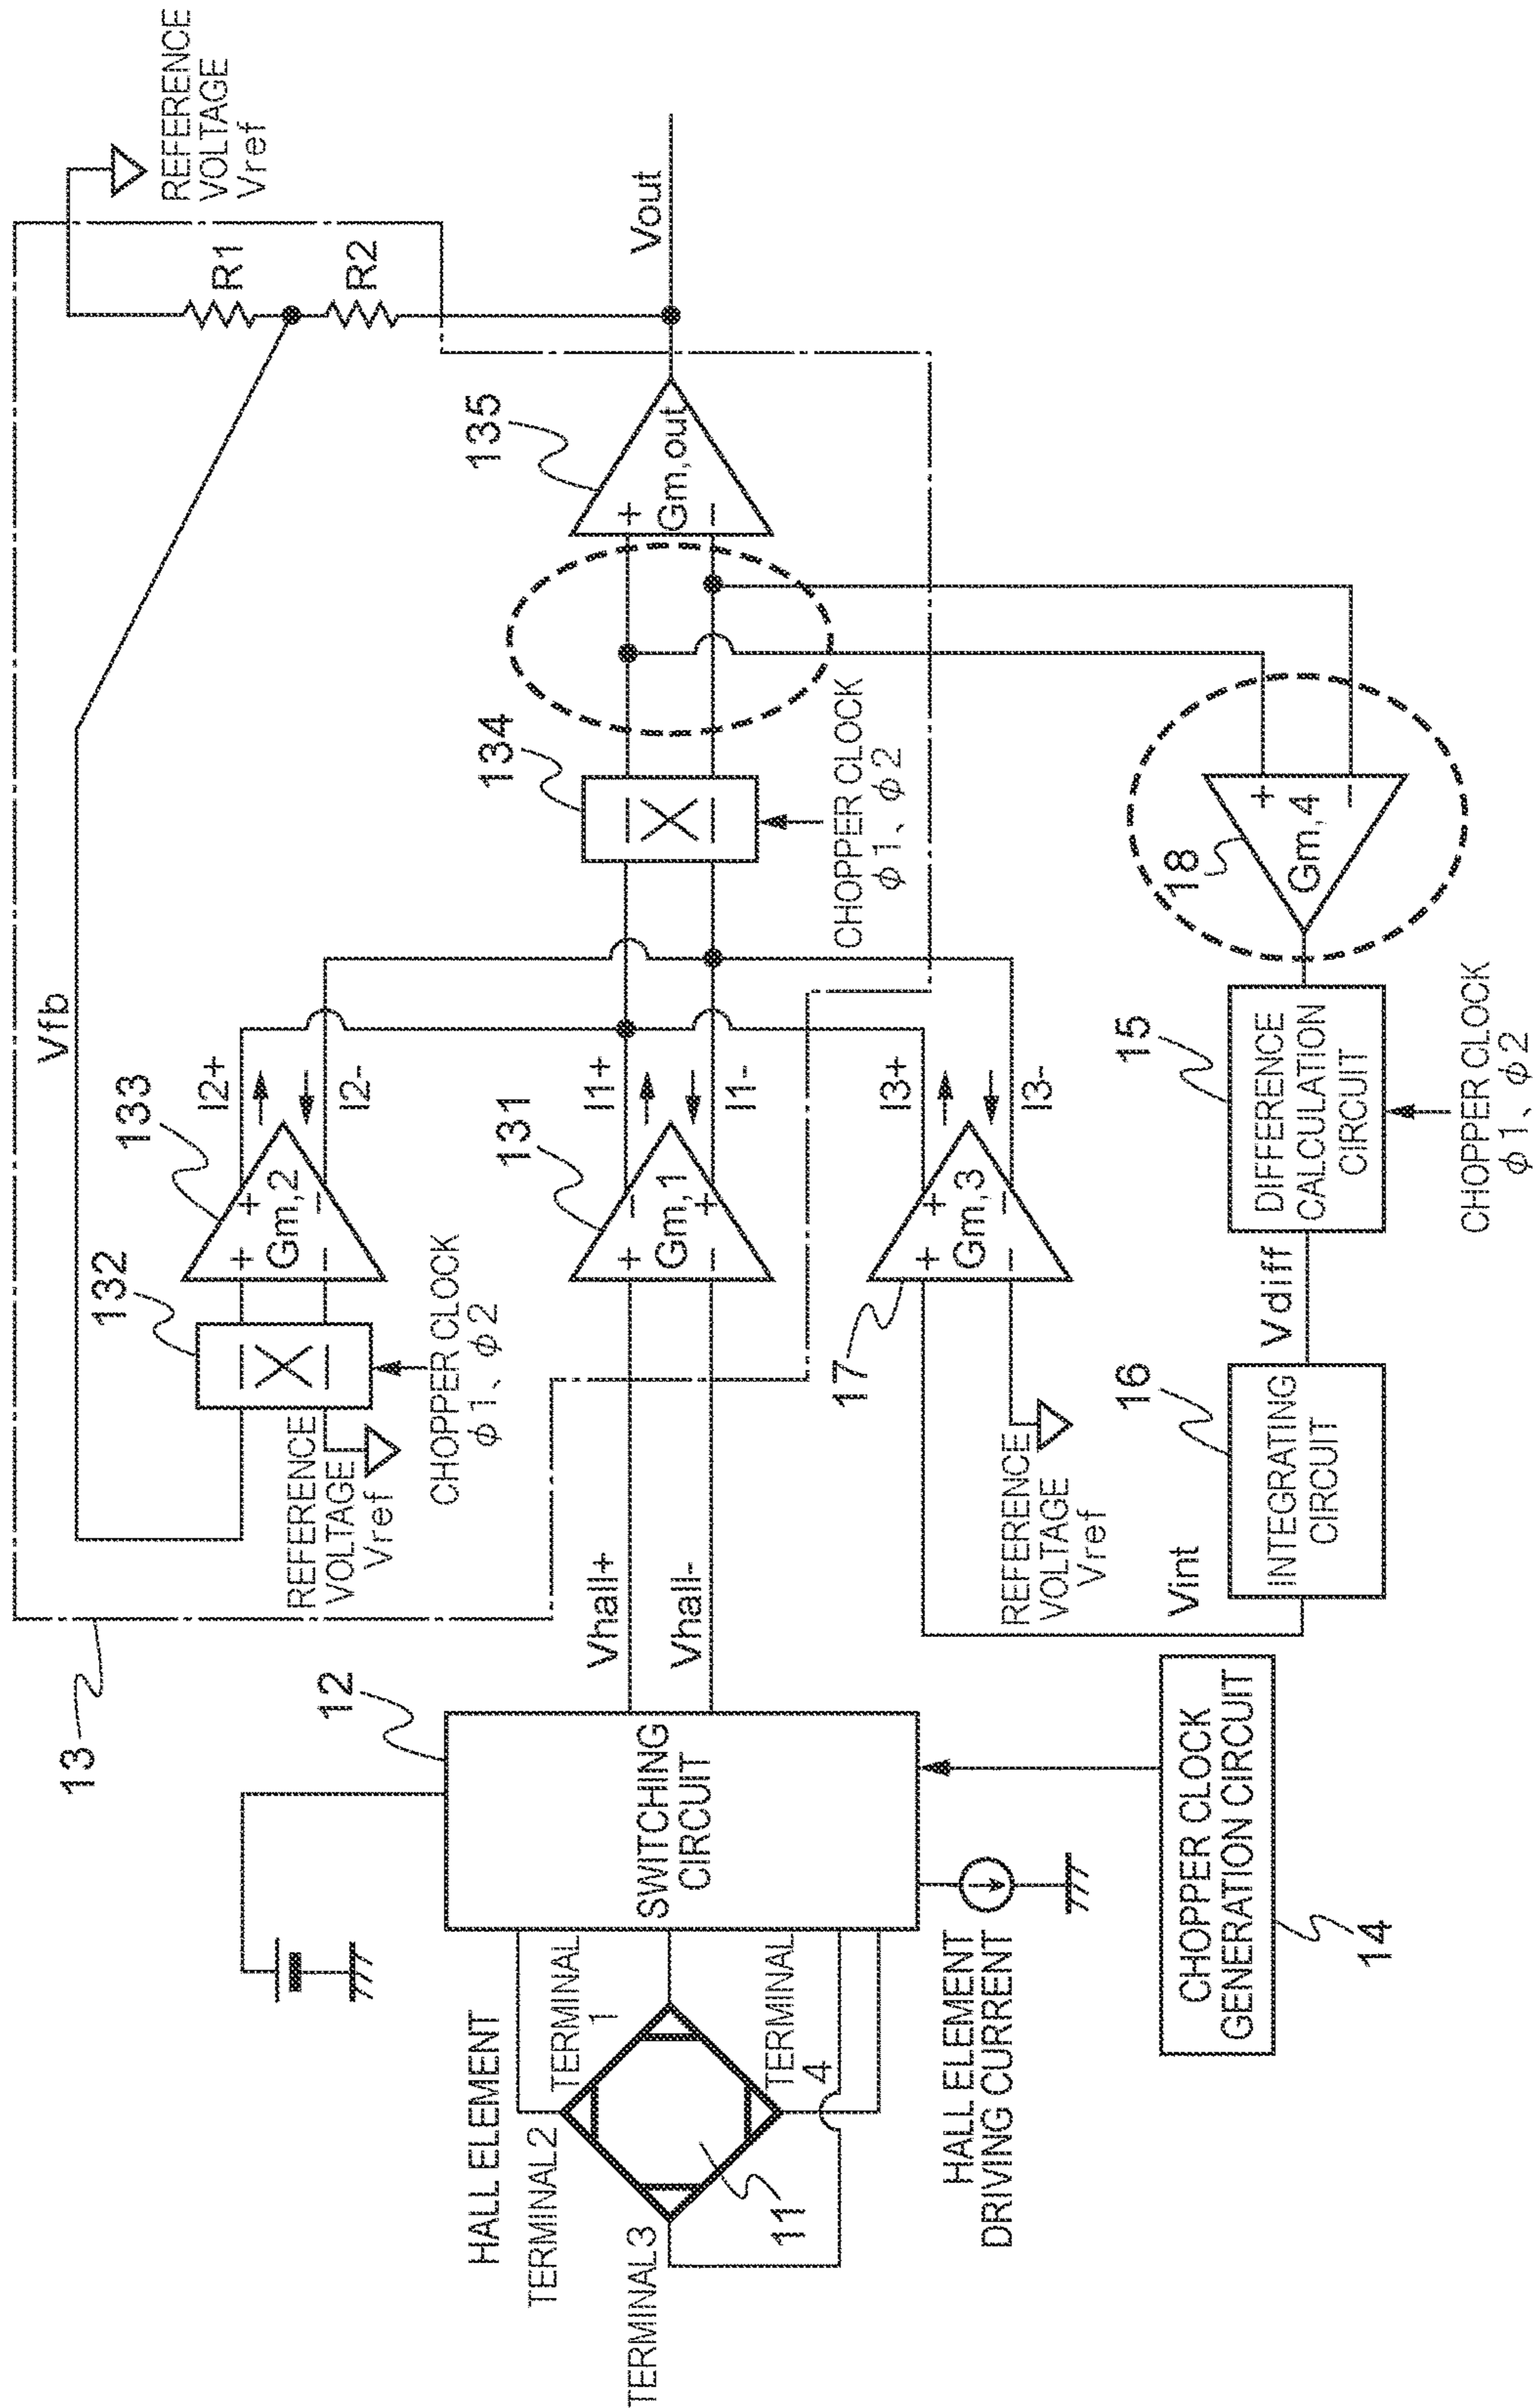 HALL ELEMENT
TERMINAL
1
TERMINAL2
TERMINAL3
TERMINAL
4
11
HALL ELEMENT
DRIVING CURRENT
12
SWITCHING
CIRCUIT
CHOPPER CLOCK
GENERATION CIRCUIT
14
13
Vhall+
Vhall-
Vfb
REFERENCE
VOLTAGE
Vref
132
CHOPPER CLOCK
φ1、φ2
133
+
−
Gm,2
+
−
I2+
I2-
131
+
−
Gm,1
−
+
I1+
I1-
17
+
−
Gm,3
+
−
I3+
I3-
REFERENCE
VOLTAGE
Vref
Vint
16
INTEGRATING
CIRCUIT
Vdiff
15
DIFFERENCE
CALCULATION
CIRCUIT
CHOPPER CLOCK
φ1、φ2
18
Gm,4
+
−
134
CHOPPER CLOCK
φ1、φ2
135
+
−
Gm,out
Vout
R1
R2
REFERENCE
VOLTAGE
Vref